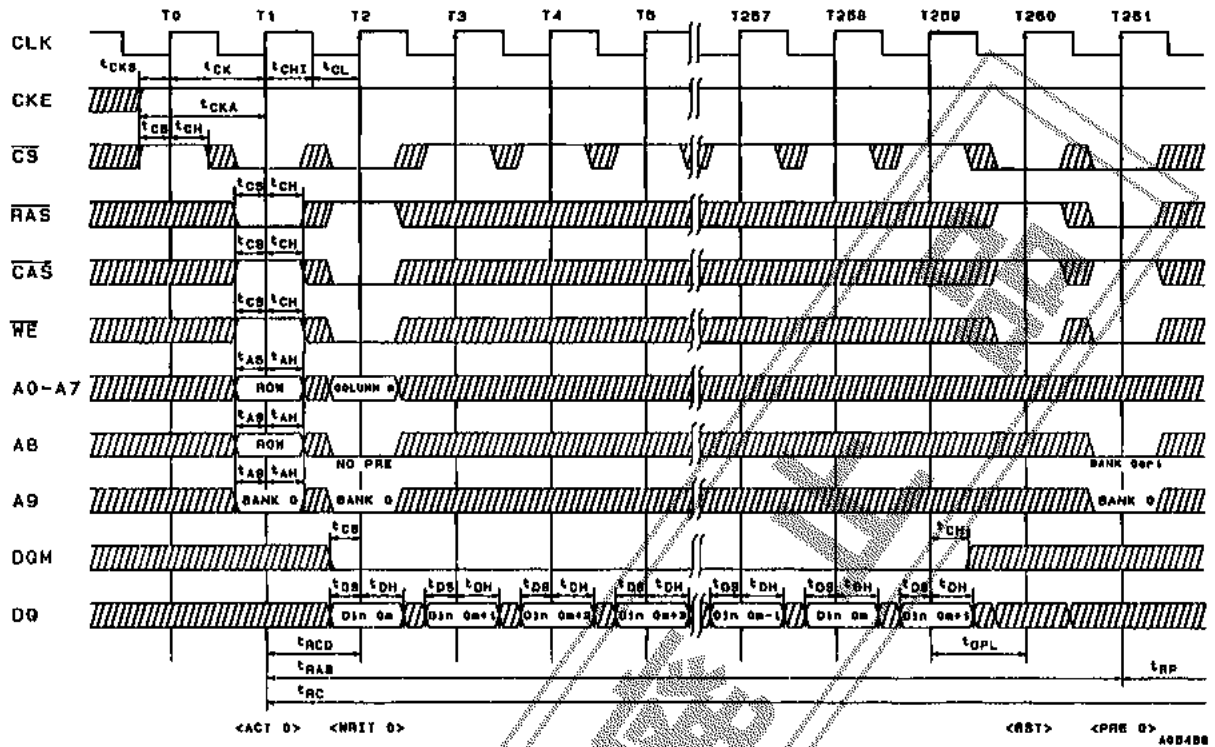 T0 T1 T2 T3 T4 T5 T257 T258 T259 T260 T261
CLK
tCKS tCK tCHI tCL
CKE
tCKA
tCS tCH
CS
tCS tCH
RAS
tCS tCH
CAS
tCS tCH
WE
tAS tAH
A0-A7 ROW COLUMN m
tAS tAH
A8 ROW
NO PRE BANK 0or1
tAS tAH
A9 BANK 0 BANK 0 BANK 0
tCS tCH
DQM
tDS tDH tDS tDH tDS tDH tDS tDH tDS tDH tDS tDH tDS tDH
DQ Din 0m Din 0m+1 Din 0m+2 Din 0m+3 Din 0m-1 Din 0m Din 0m+1
tRCD tDPL
tRAS tRP
tRC
<ACT 0> <WRIT 0> <BST> <PRE 0>